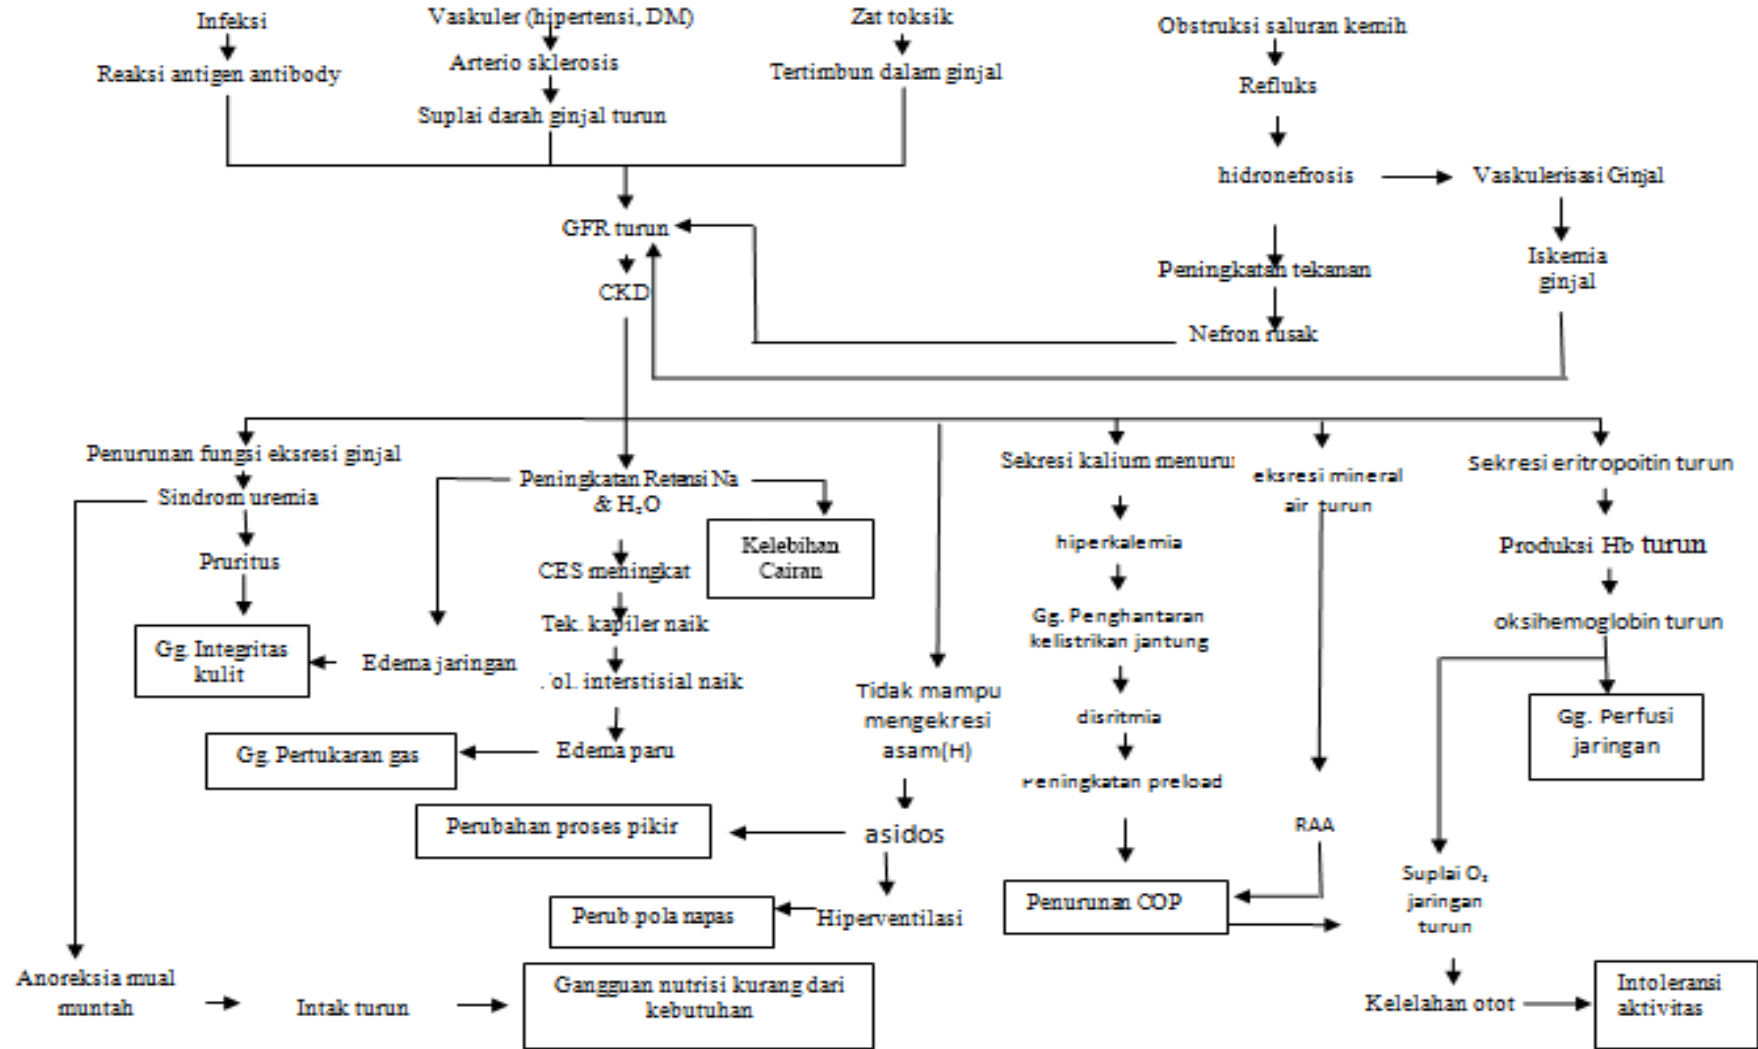 Infeksi
Vaskuler (hipertensi, DM)
Zat toksik
Obstruksi saluran kemih
Reaksi antigen antibody
Arterio sklerosis
Tertimbun dalam ginjal
Refluks
Suplai darah ginjal turun
hidronefrosis
Vaskulerisasi Ginjal
GFR turun
Peningkatan tekanan
Iskemia
ginjal
CKD
Nefron rusak
Penurunan fungsi eksresi ginjal
Sindrom uremia
Pruritus
Gg. Integritas
kulit
Edema jaringan
Peningkatan Retensi Na
& H₂O
Kelebihan
Cairan
CES meningkat
Tek. kapiler naik
ol. interstisial naik
Edema paru
Gg. Pertukaran gas
Tidak mampu
mengekresi
asam(H)
asidos
Perubahan proses pikir
Hiperventilasi
Perub.pola napas
Sekresi kalium menurun
hiperkalemia
Gg. Penghantaran
kelistrikan jantung
disritmia
Peningkatan preload
Penurunan COP
eksresi mineral
air turun
RAA
Sekresi eritropoitin turun
Produksi Hb turun
oksihemoglobin turun
Gg. Perfusi
jaringan
Suplai O₂
jaringan
turun
Kelelahan otot
Intoleransi
aktivitas
Anoreksia mual
muntah
Intak turun
Gangguan nutrisi kurang dari
kebutuhan